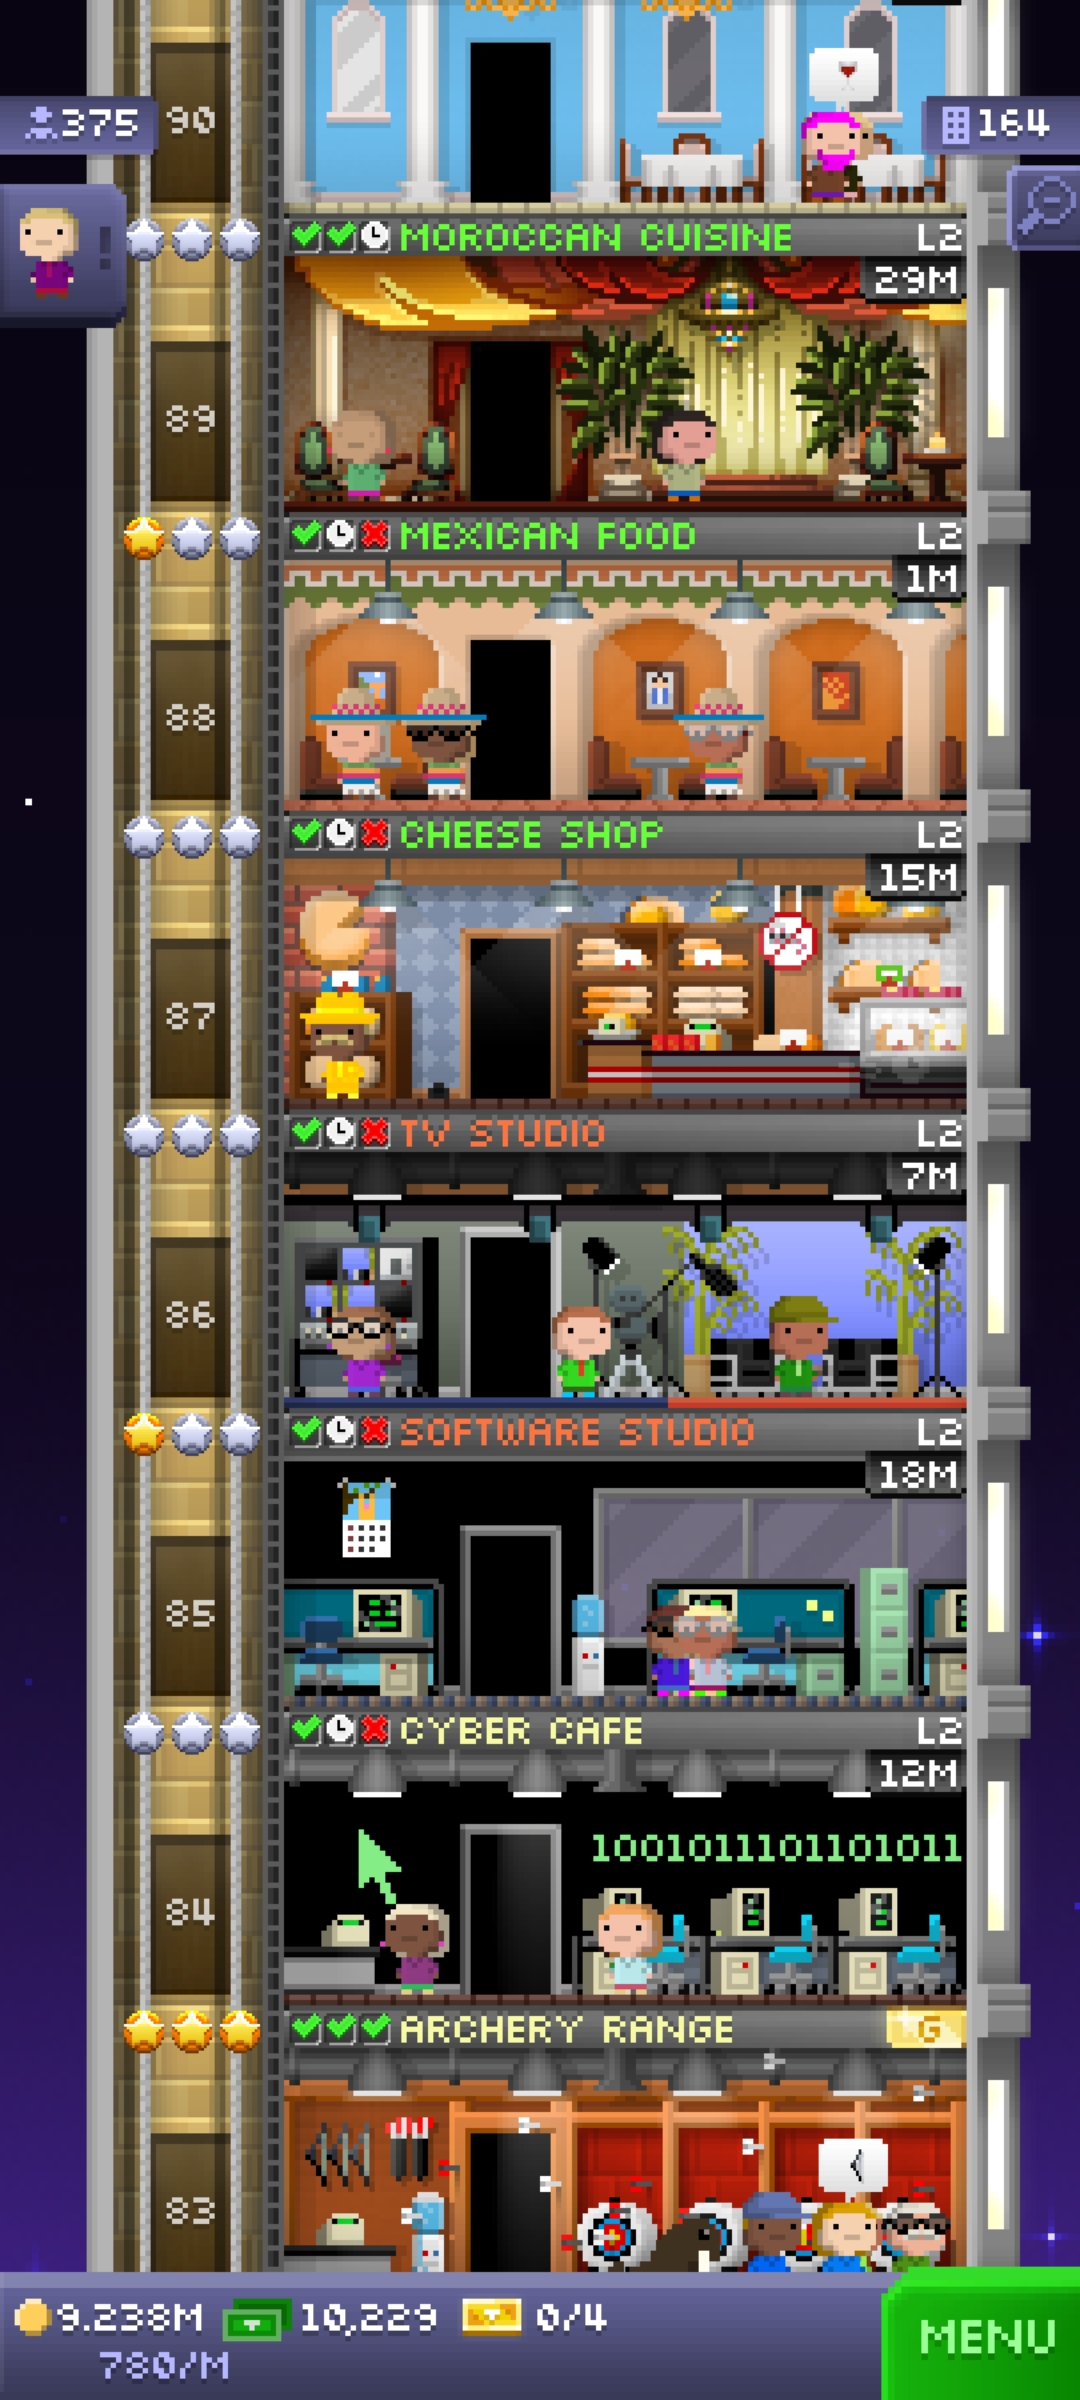 90
375
164
MOROCCAN CUISINE L2
29M
89
MEXICAN FOOD L2
1M
88
CHEESE SHOP L2
15M
87
TV STUDIO L2
7M
86
SOFTWARE STUDIO L2
18M
85
CYBER CAFE L2
12M
1001011101101011
84
ARCHERY RANGE G
83
9.238M 10,229 0/4
780/M
MENU